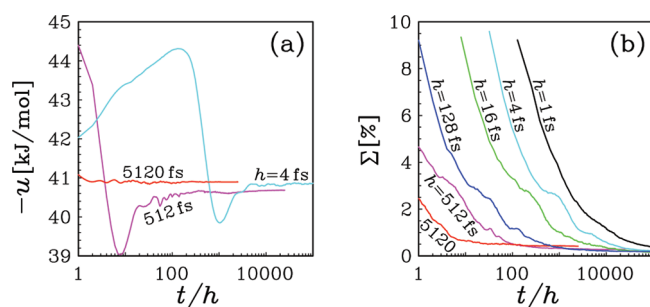 45
44
43
42
41
40
39
−u [kJ/mol]
(a)
5120 fs
512 fs
h=4 fs
1
100
10000
t/h
10
8
6
4
2
0
Σ[%]
(b)
h=128 fs
h=16 fs
h=4 fs
h=1 fs
h=512 fs
5120
1
100
10000
t/h